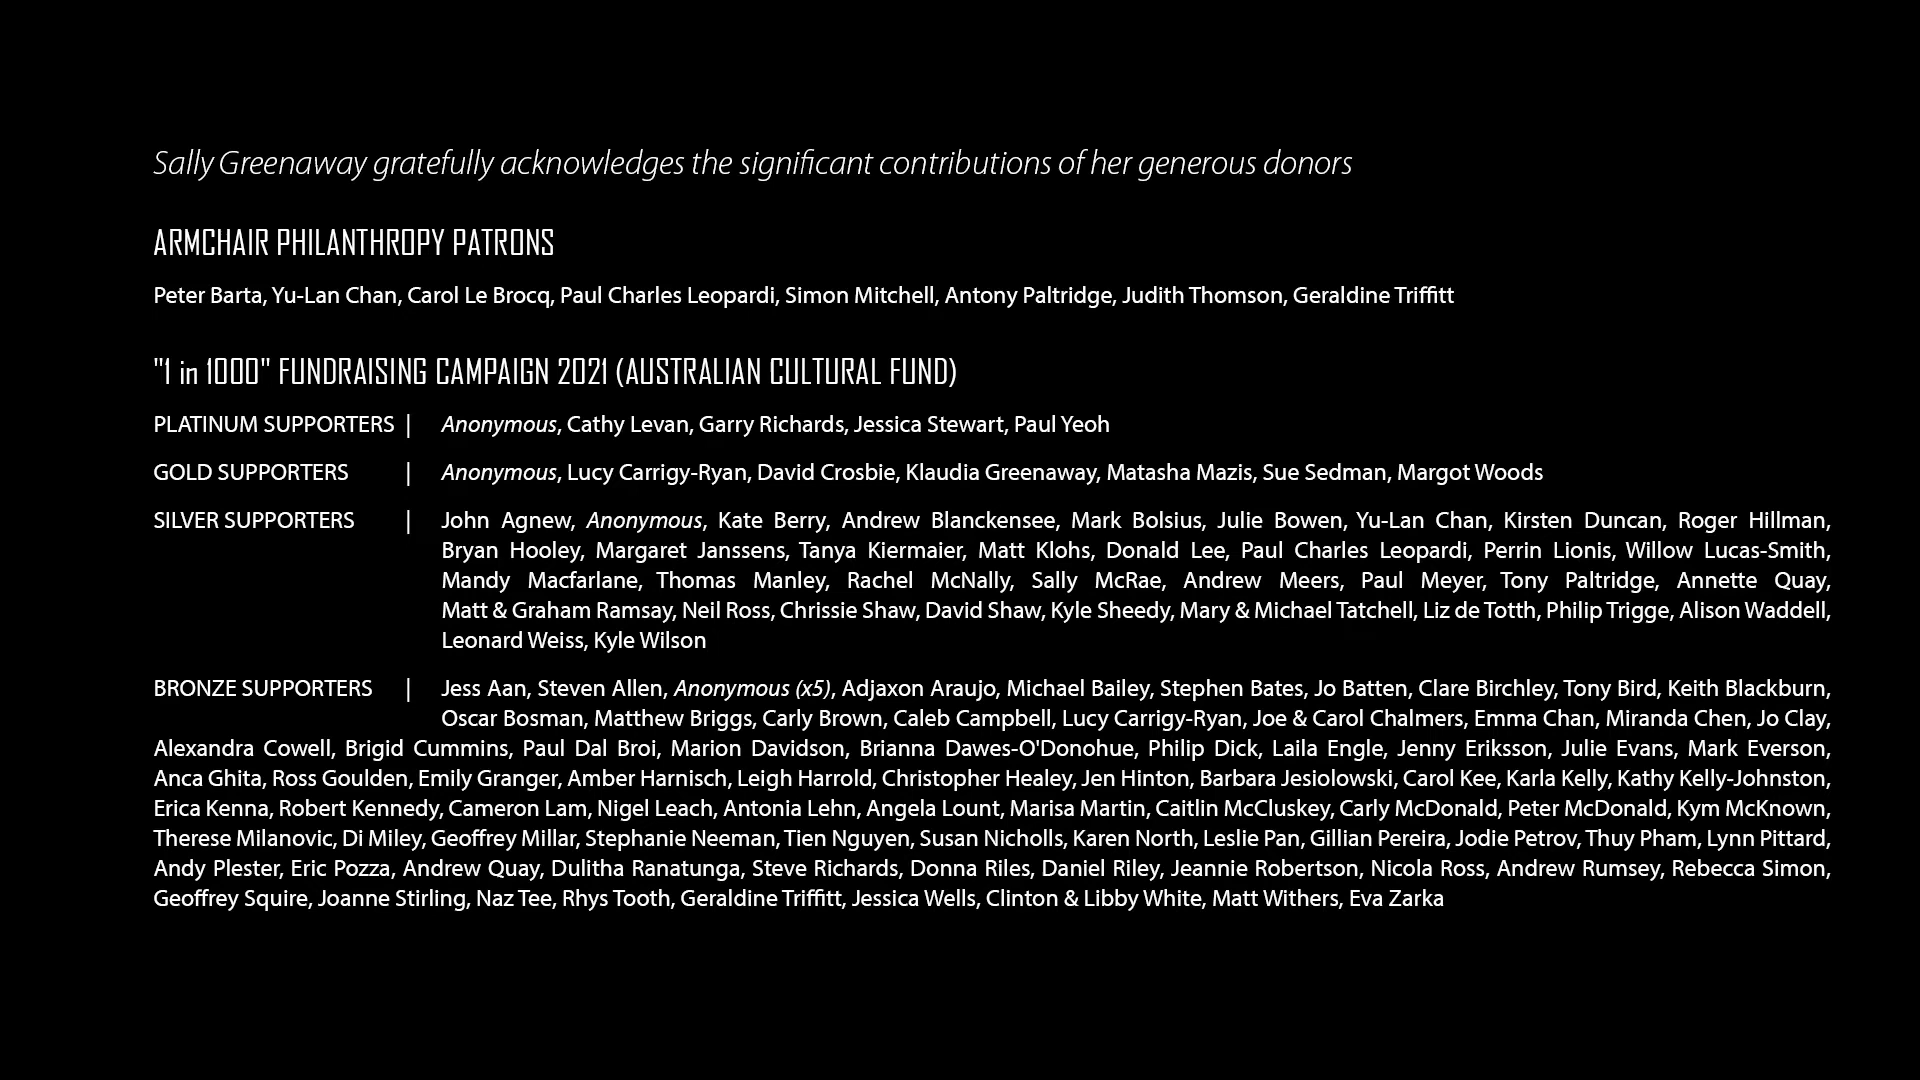 Sally Greenaway gratefully acknowledges the significant contributions of her generous donors
ARMCHAIR PHILANTHROPY PATRONS
Peter Barta, Yu-Lan Chan, Carol Le Brocq, Paul Charles Leopardi, Simon Mitchell, Antony Paltridge, Judith Thomson, Geraldine Triffitt
"1 in 1000" FUNDRAISING CAMPAIGN 2021 (AUSTRALIAN CULTURAL FUND)
PLATINUM SUPPORTERS | Anonymous, Cathy Levan, Garry Richards, Jessica Stewart, Paul Yeoh
GOLD SUPPORTERS | Anonymous, Lucy Carrigy-Ryan, David Crosbie, Klaudia Greenaway, Matasha Mazis, Sue Sedman, Margot Woods
SILVER SUPPORTERS | John Agnew, Anonymous, Kate Berry, Andrew Blanckensee, Mark Bolsius, Julie Bowen, Yu-Lan Chan, Kirsten Duncan, Roger Hillman,
Bryan Hooley, Margaret Janssens, Tanya Kiermaier, Matt Klohs, Donald Lee, Paul Charles Leopardi, Perrin Lionis, Willow Lucas-Smith,
Mandy Macfarlane, Thomas Manley, Rachel McNally, Sally McRae, Andrew Meers, Paul Meyer, Tony Paltridge, Annette Quay,
Matt & Graham Ramsay, Neil Ross, Chrissie Shaw, David Shaw, Kyle Sheedy, Mary & Michael Tatchell, Liz de Totth, Philip Trigge, Alison Waddell,
Leonard Weiss, Kyle Wilson
BRONZE SUPPORTERS | Jess Aan, Steven Allen, Anonymous (x5), Adjaxon Araujo, Michael Bailey, Stephen Bates, Jo Batten, Clare Birchley, Tony Bird, Keith Blackburn,
Oscar Bosman, Matthew Briggs, Carly Brown, Caleb Campbell, Lucy Carrigy-Ryan, Joe & Carol Chalmers, Emma Chan, Miranda Chen, Jo Clay,
Alexandra Cowell, Brigid Cummins, Paul Dal Broi, Marion Davidson, Brianna Dawes-O'Donohue, Philip Dick, Laila Engle, Jenny Eriksson, Julie Evans, Mark Everson,
Anca Ghita, Ross Goulden, Emily Granger, Amber Harnisch, Leigh Harrold, Christopher Healey, Jen Hinton, Barbara Jesiolowski, Carol Kee, Karla Kelly, Kathy Kelly-Johnston,
Erica Kenna, Robert Kennedy, Cameron Lam, Nigel Leach, Antonia Lehn, Angela Lount, Marisa Martin, Caitlin McCluskey, Carly McDonald, Peter McDonald, Kym McKnown,
Therese Milanovic, Di Miley, Geoffrey Millar, Stephanie Neeman, Tien Nguyen, Susan Nicholls, Karen North, Leslie Pan, Gillian Pereira, Jodie Petrov, Thuy Pham, Lynn Pittard,
Andy Plester, Eric Pozza, Andrew Quay, Dulitha Ranatunga, Steve Richards, Donna Riles, Daniel Riley, Jeannie Robertson, Nicola Ross, Andrew Rumsey, Rebecca Simon,
Geoffrey Squire, Joanne Stirling, Naz Tee, Rhys Tooth, Geraldine Triffitt, Jessica Wells, Clinton & Libby White, Matt Withers, Eva Zarka